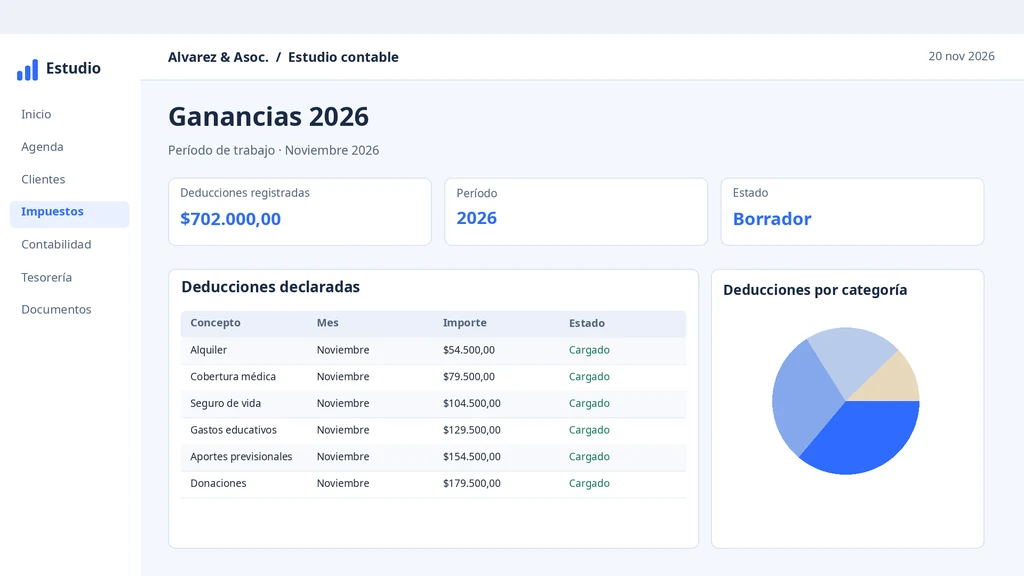 Estudio
Inicio
Agenda
Clientes
Impuestos
Contabilidad
Tesorería
Documentos
Alvarez & Asoc. / Estudio contable
20 nov 2026
Ganancias 2026
Período de trabajo · Noviembre 2026
Deducciones registradas
$702.000,00
Período
2026
Estado
Borrador
Deducciones declaradas
Concepto Mes Importe Estado
Alquiler Noviembre $54.500,00 Cargado
Cobertura médica Noviembre $79.500,00 Cargado
Seguro de vida Noviembre $104.500,00 Cargado
Gastos educativos Noviembre $129.500,00 Cargado
Aportes previsionales Noviembre $154.500,00 Cargado
Donaciones Noviembre $179.500,00 Cargado
Deducciones por categoría